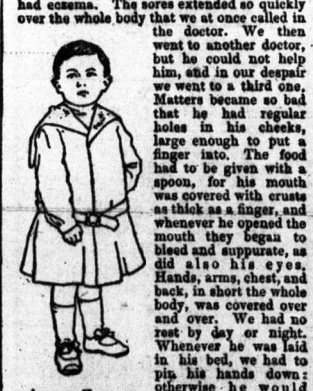 had eczema. The sores extended so quickly
over the whole body that we at once called in
the doctor. We then
went to another doctor,
but he could not help
him, and in our despair
we went to a third one.
Matters became so bad
that he had regular
holes in his cheeks,
large enough to put a
finger into. The food
had to be given with a
spoon, for his mouth
was covered with crusts
as thick as a finger, and
whenever he opened the
mouth they began to
bleed and suppurate, as
did also his eyes.
Hands, arms, chest, and
back, in short the whole
body, was covered over
and over. We had no
rest by day or night.
Whenever he was laid
in his bed, we had to
pin his hands down:
otherwise he would